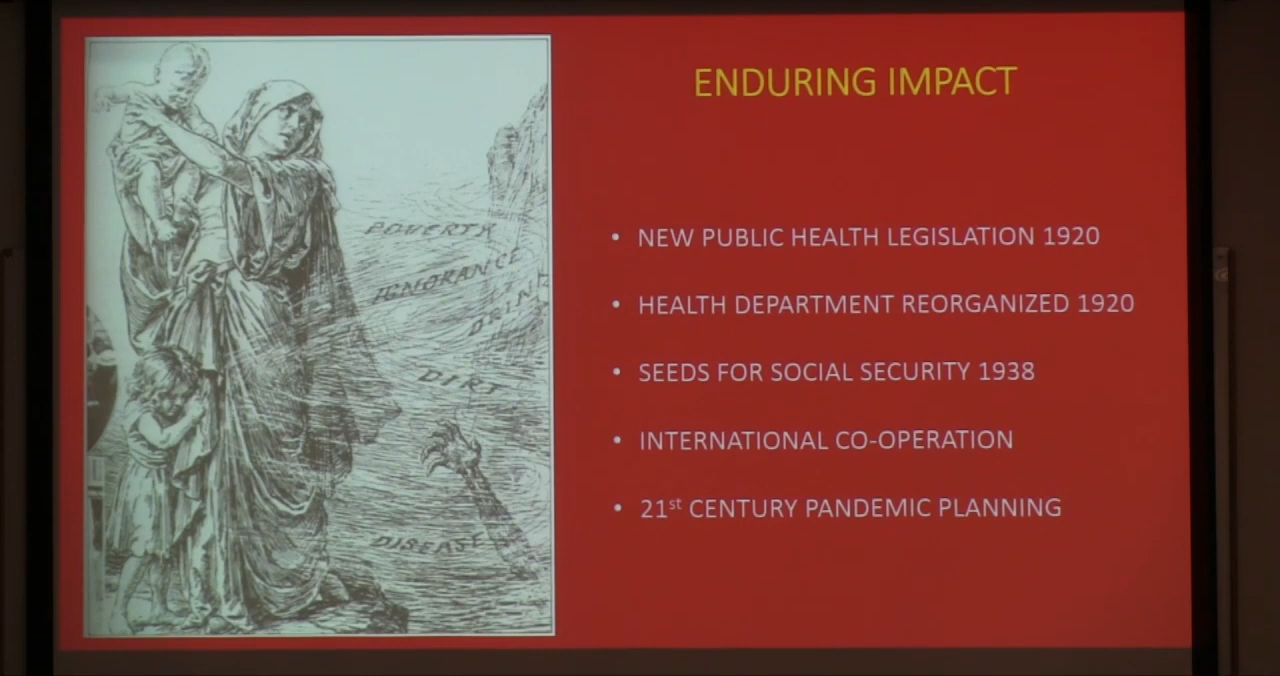 ENDURING IMPACT
POVERTY
IGNORANCE
DRINK
DIRT
DISEASE
• NEW PUBLIC HEALTH LEGISLATION 1920
• HEALTH DEPARTMENT REORGANIZED 1920
• SEEDS FOR SOCIAL SECURITY 1938
• INTERNATIONAL CO-OPERATION
• 21st CENTURY PANDEMIC PLANNING